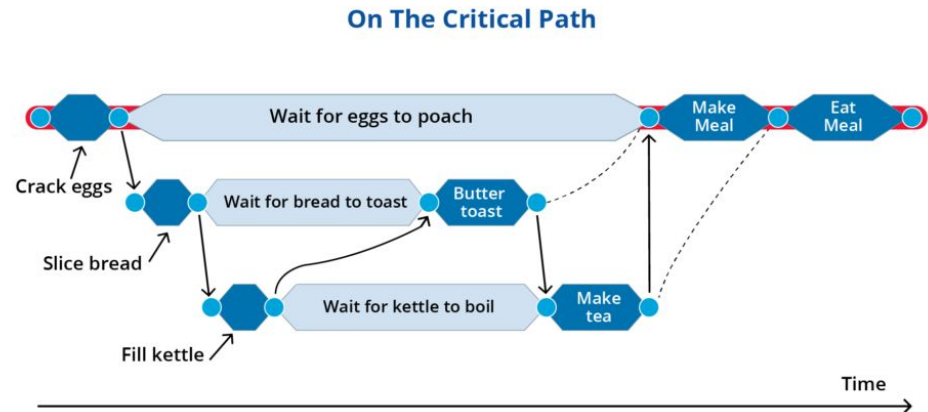 On The Critical Path
Wait for eggs to poach
Make
Meal
Eat
Meal
Crack eggs
Wait for bread to toast
Butter
toast
Slice bread
Wait for kettle to boil
Make
tea
Fill kettle
Time